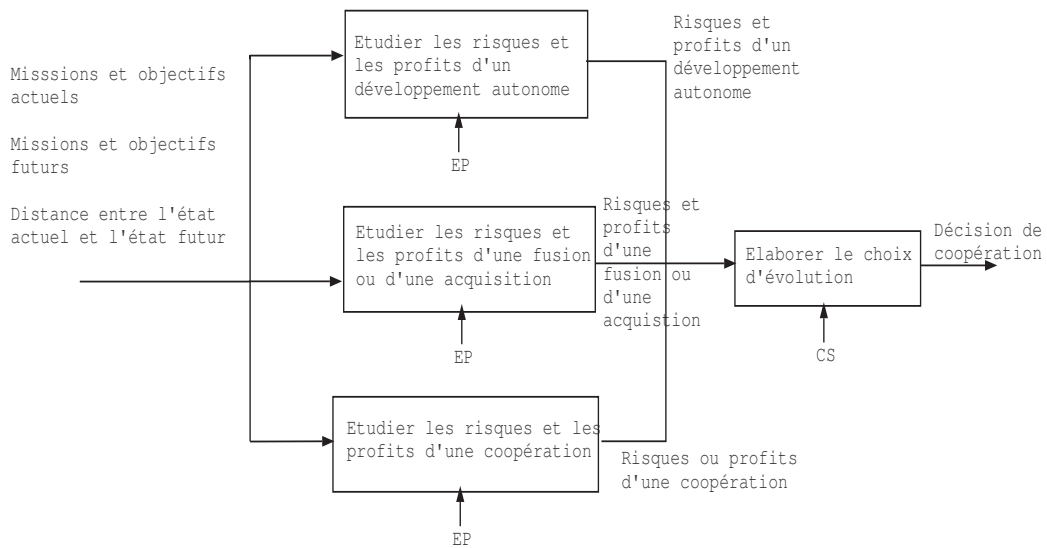 Misssions et objectifs
actuels
Missions et objectifs
futurs
Distance entre l'état
actuel et l'état futur
Etudier les risques et
les profits d'un
développement autonome
EP
Risques et
profits d'un
développement
autonome
Etudier les risques et
les profits d'une fusion
ou d'une acquisition
EP
Risques et
profits
d'une
fusion ou
d'une
acquistion
Elaborer le choix
d'évolution
CS
Décision de
coopération
Etudier les risques et les
profits d'une coopération
EP
Risques ou profits
d'une coopération